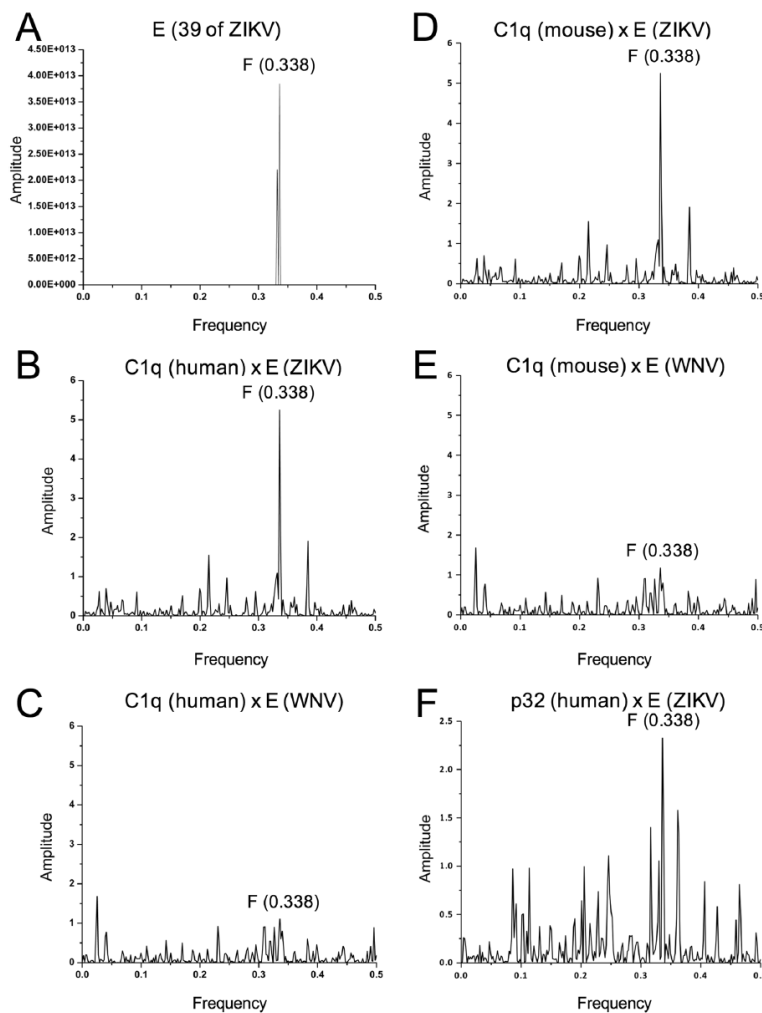 A
E (39 of ZIKV)
F (0.338)
4.50E+013
4.00E+013
3.50E+013
3.00E+013
2.50E+013
2.00E+013
1.50E+013
1.00E+013
5.00E+012
0.00E+000
Amplitude
0.0 0.1 0.2 0.3 0.4 0.5
Frequency
B
C1q (human) x E (ZIKV)
F (0.338)
6
5
4
3
2
1
0
Amplitude
0.0 0.1 0.2 0.3 0.4 0.5
Frequency
C
C1q (human) x E (WNV)
6
5
4
3
2
1
0
Amplitude
F (0.338)
0.0 0.1 0.2 0.3 0.4 0.5
Frequency
D
C1q (mouse) x E (ZIKV)
F (0.338)
6
5
4
3
2
1
0
Amplitude
0.0 0.1 0.2 0.3 0.4 0.5
Frequency
E
C1q (mouse) x E (WNV)
6
5
4
3
2
1
0
Amplitude
F (0.338)
0.0 0.1 0.2 0.3 0.4 0.5
Frequency
F
p32 (human) x E (ZIKV)
F (0.338)
2.5
2.0
1.5
1.0
0.5
0.0
Amplitude
0.0 0.1 0.2 0.3 0.4 0.5
Frequency